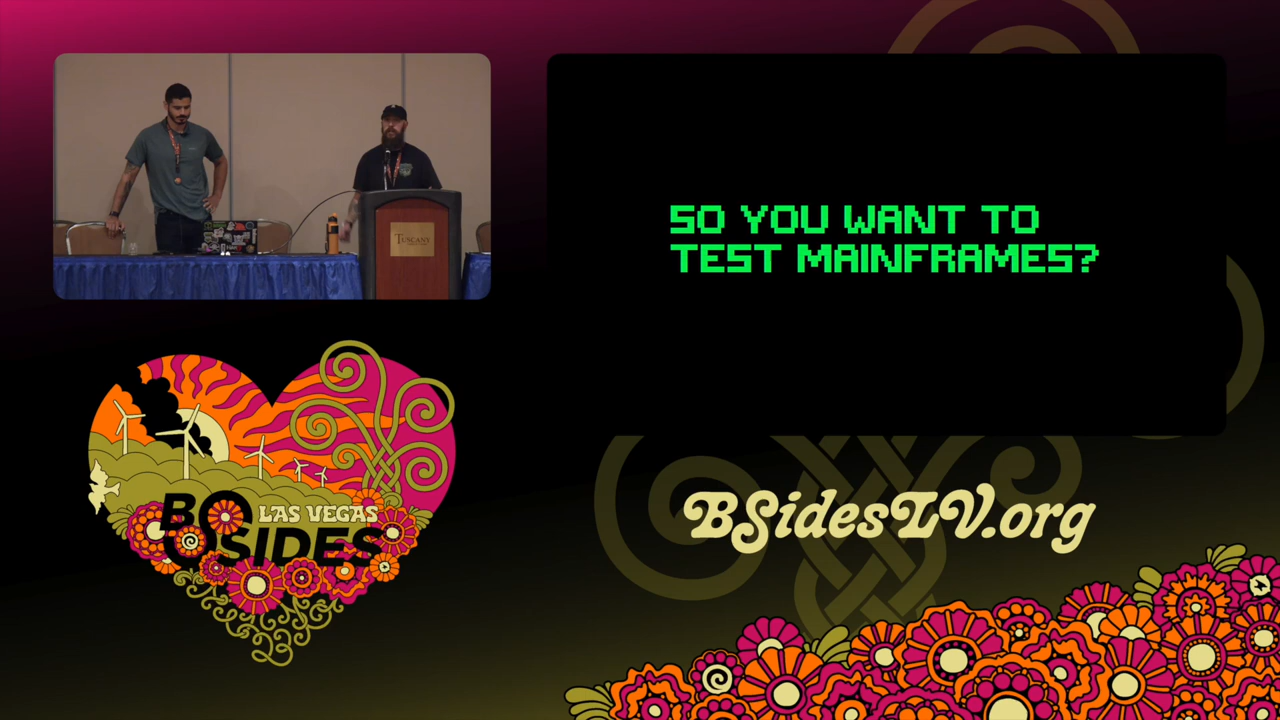 SO YOU WANT TO
TEST MAINFRAMES?
TUSCANY
BSIDES
LAS VEGAS
BSidesLV.org